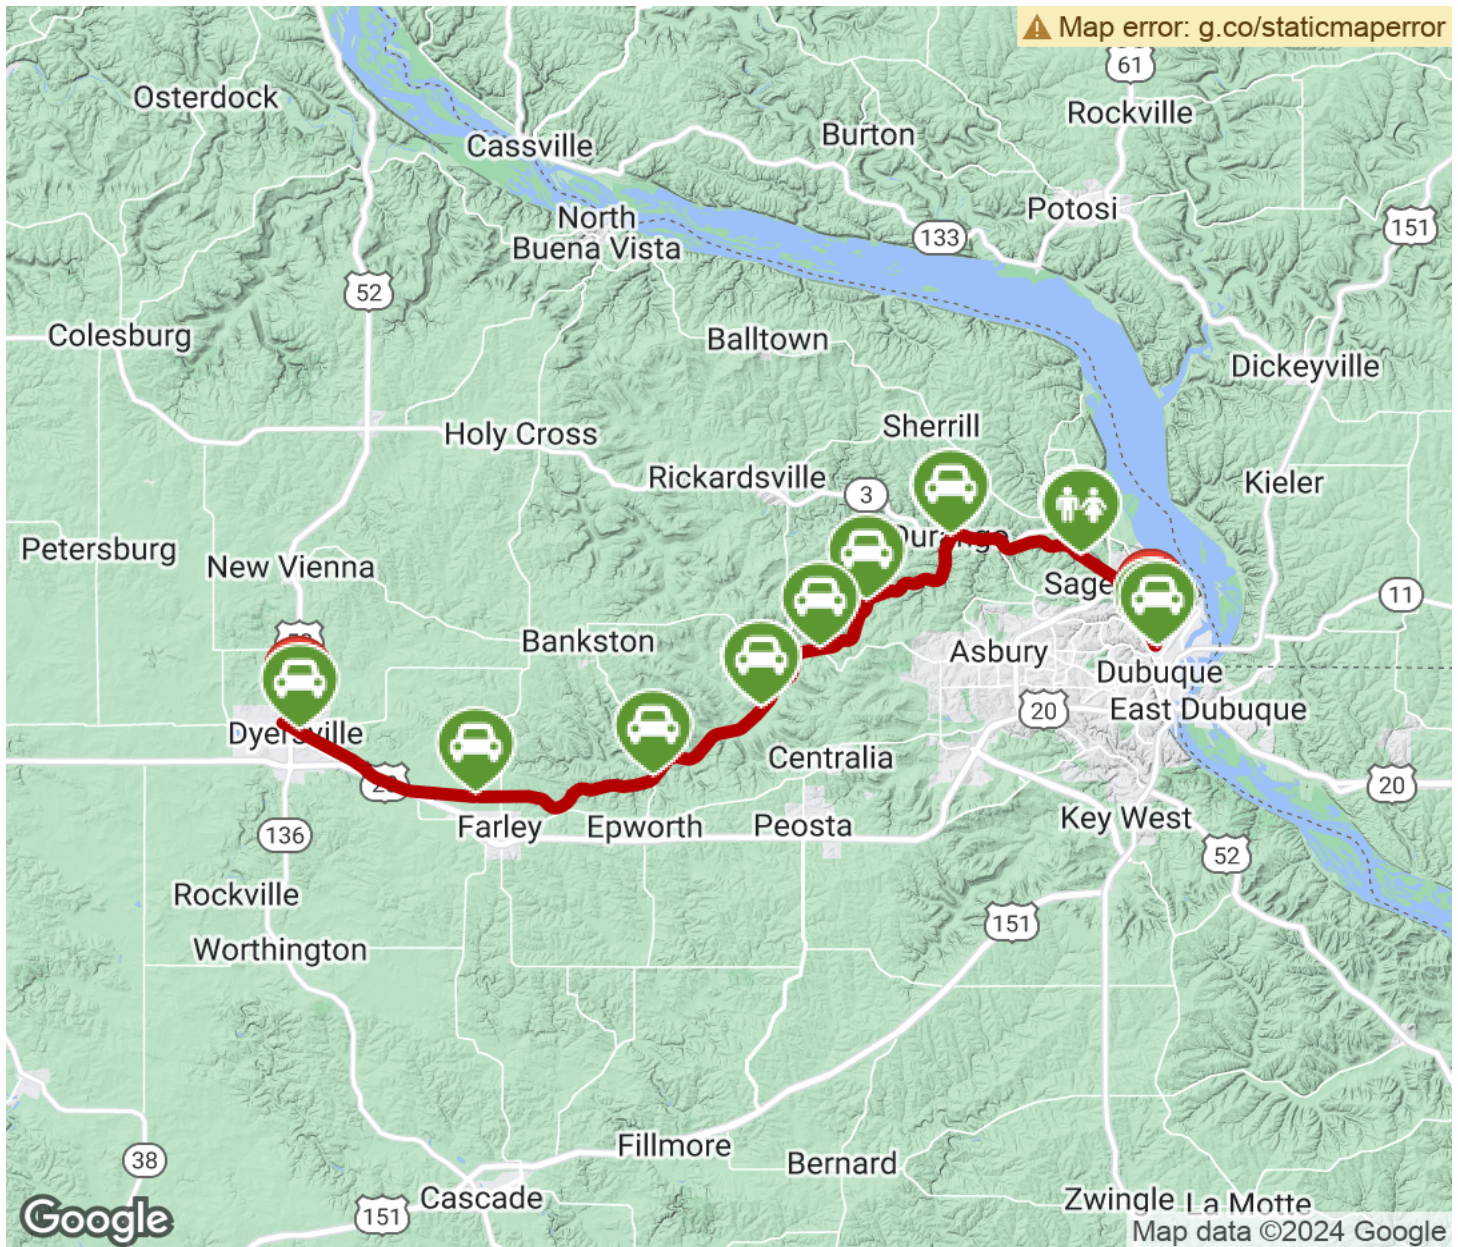 Map error: g.co/staticmaperror
61
Osterdock
Rockville
Burton
Cassville
Potosi
North
Buena Vista
151
133
52
Colesburg
Balltown
Dickeyville
Sherrill
Holy Cross
Rickardsville
Kieler
3
Petersburg
New Vienna
11
Bankston
Asbury
Dubuque
20
East Dubuque
Centralia
20
136
Farley
Epworth
Peosta
Key West
52
Rockville
151
Worthington
Fillmore
38
Bernard
Cascade
Zwingle
La Motte
151
Google
Map data ©2024 Google